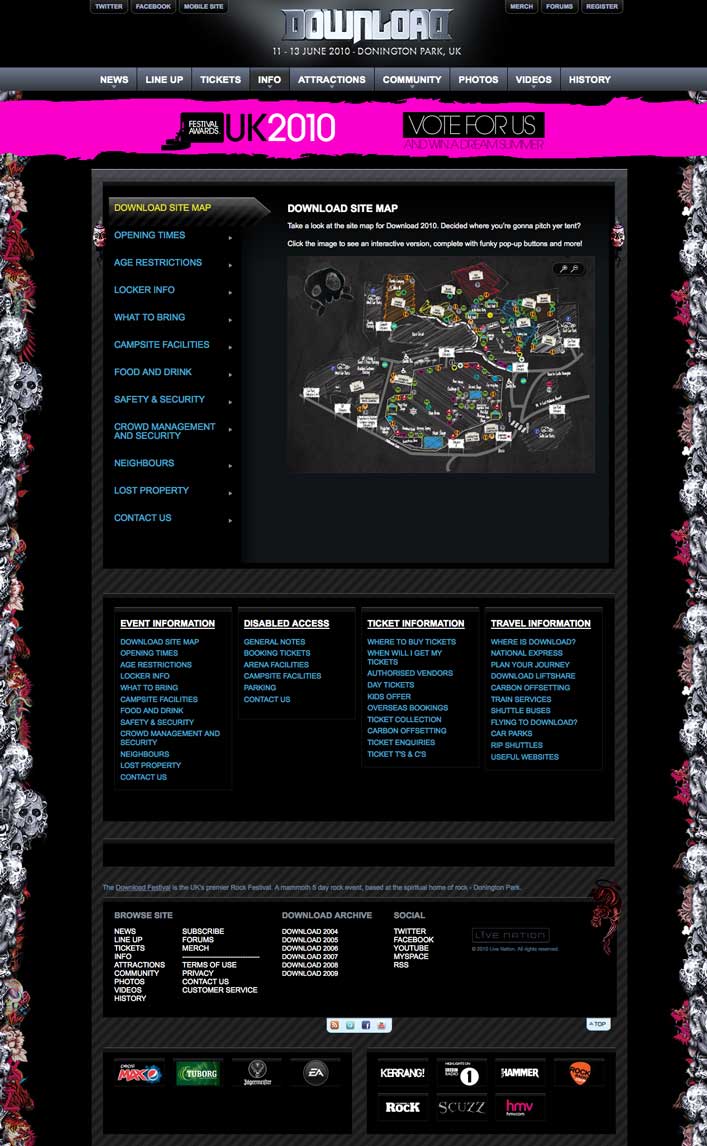 TWITTER FACEBOOK MOBILE SITE
DOWNLOAD
MERCH FORUMS REGISTER
11 - 13 JUNE 2010 - DONINGTON PARK, UK
NEWS LINE UP TICKETS INFO ATTRACTIONS COMMUNITY PHOTOS VIDEOS HISTORY
FESTIVAL AWARDS UK2010
VOTE FOR US
AND WIN A DREAM SUMMER
DOWNLOAD SITE MAP
OPENING TIMES
AGE RESTRICTIONS
LOCKER INFO
WHAT TO BRING
CAMPSITE FACILITIES
FOOD AND DRINK
SAFETY & SECURITY
CROWD MANAGEMENT
AND SECURITY
NEIGHBOURS
LOST PROPERTY
CONTACT US
DOWNLOAD SITE MAP
Take a look at the site map for Download 2010. Decided where you're gonna pitch yer tent?
Click the image to see an interactive version, complete with funky pop-up buttons and more!
EVENT INFORMATION
DOWNLOAD SITE MAP
OPENING TIMES
AGE RESTRICTIONS
LOCKER INFO
WHAT TO BRING
CAMPSITE FACILITIES
FOOD AND DRINK
SAFETY & SECURITY
CROWD MANAGEMENT AND
SECURITY
NEIGHBOURS
LOST PROPERTY
CONTACT US
DISABLED ACCESS
GENERAL NOTES
BOOKING TICKETS
ARENA FACILITIES
CAMPSITE FACILITIES
PARKING
CONTACT US
TICKET INFORMATION
WHERE TO BUY TICKETS
WHEN WILL I GET MY
TICKETS
AUTHORISED VENDORS
DAY TICKETS
KIDS OFFER
OVERSEAS BOOKINGS
TICKET COLLECTION
CARBON OFFSETTING
TICKET ENQUIRIES
TICKET T'S & C'S
TRAVEL INFORMATION
WHERE IS DOWNLOAD?
NATIONAL EXPRESS
PLAN YOUR JOURNEY
DOWNLOAD LIFTSHARE
CARBON OFFSETTING
TRAIN SERVICES
SHUTTLE BUSES
FLYING TO DOWNLOAD?
CAR PARKS
RIP SHUTTLES
USEFUL WEBSITES
The Download Festival is the UK's premier Rock Festival. A mammoth 5 day rock event, based at the spiritual home of rock - Donington Park.
BROWSE SITE
NEWS
LINE UP
TICKETS
INFO
ATTRACTIONS
COMMUNITY
PHOTOS
VIDEOS
HISTORY
SUBSCRIBE
FORUMS
MERCH
TERMS OF USE
PRIVACY
CONTACT US
CUSTOMER SERVICE
DOWNLOAD ARCHIVE
DOWNLOAD 2004
DOWNLOAD 2005
DOWNLOAD 2006
DOWNLOAD 2007
DOWNLOAD 2008
DOWNLOAD 2009
SOCIAL
TWITTER
FACEBOOK
YOUTUBE
MYSPACE
RSS
LIVE NATION
© 2010 Live Nation. All rights reserved.
TOP
pepsi MAX TUBORG Jägermeister EA
KERRANG! HIGHLIGHTS ON BBC RADIO 1 HAMMER ROCK
ROCK SCUZZ hmv
hmv.com